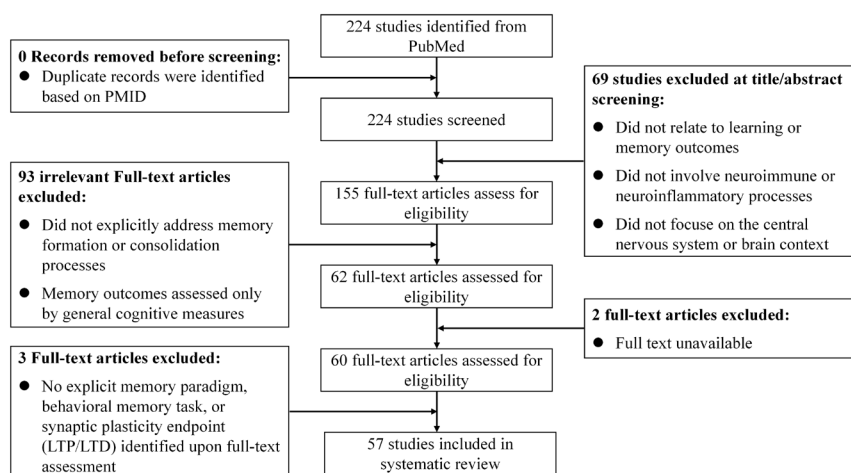 224 studies identified from
PubMed
0 Records removed before screening:
● Duplicate records were identified
based on PMID
69 studies excluded at title/abstract
screening:
● Did not relate to learning or
memory outcomes
● Did not involve neuroimmune or
neuroinflammatory processes
● Did not focus on the central
nervous system or brain context
224 studies screened
93 irrelevant Full-text articles
excluded:
● Did not explicitly address memory
formation or consolidation
processes
● Memory outcomes assessed only
by general cognitive measures
155 full-text articles assess for
eligibility
62 full-text articles assessed for
eligibility
2 full-text articles excluded:
● Full text unavailable
60 full-text articles assessed for
eligibility
3 Full-text articles excluded:
● No explicit memory paradigm,
behavioral memory task, or
synaptic plasticity endpoint
(LTP/LTD) identified upon full-text
assessment
57 studies included in
systematic review